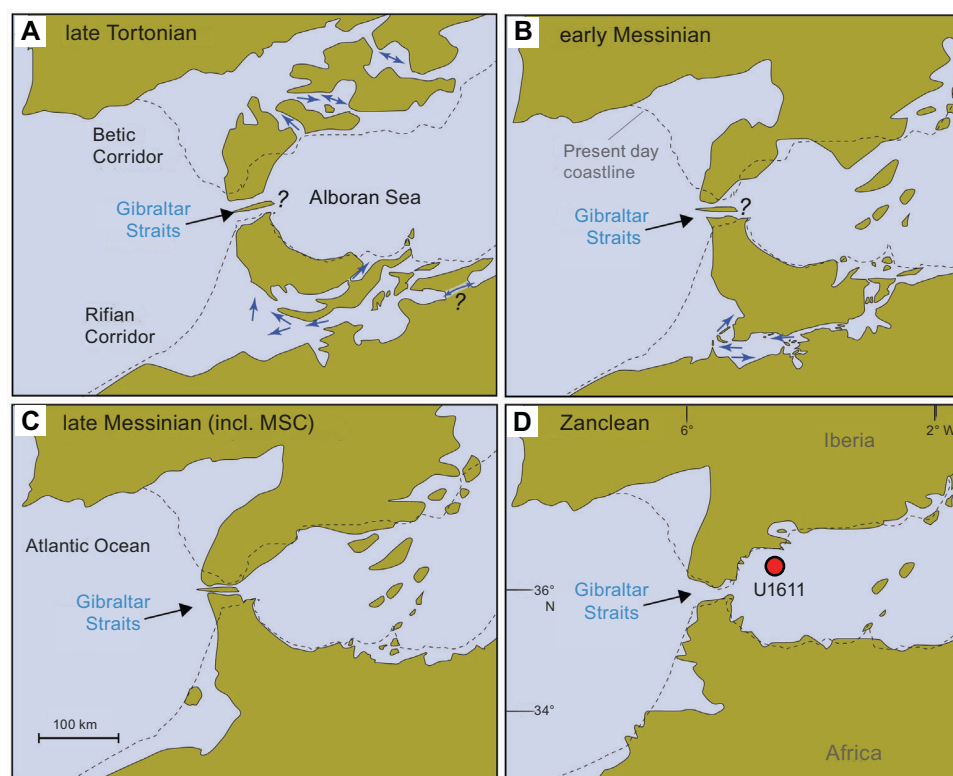 A
late Tortonian
Betic
Corridor
Gibraltar
Straits
?
Alboran Sea
Rifian
Corridor
?
B
early Messinian
Present day
coastline
Gibraltar
Straits
?
C
late Messinian (incl. MSC)
Atlantic Ocean
Gibraltar
Straits
100 km
D
Zanclean
6°
2° W
Iberia
U1611
Gibraltar
Straits
36°
N
34°
Africa